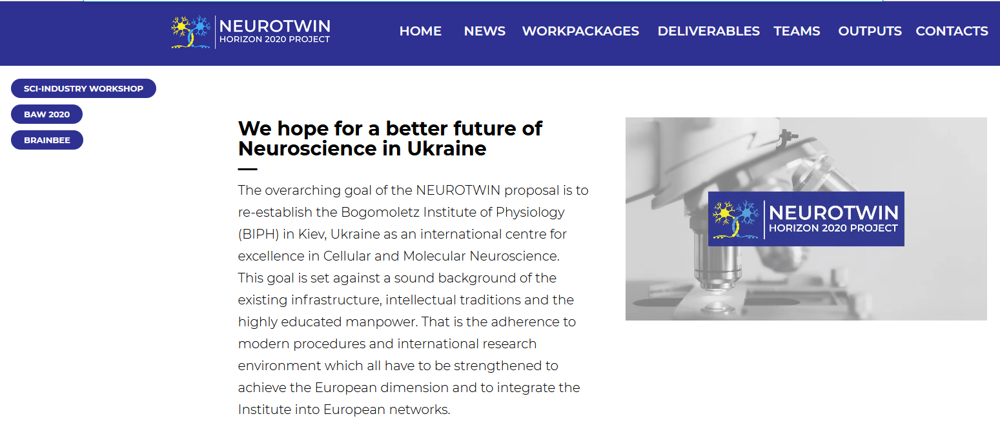 NEUROTWIN
HORIZON 2020 PROJECT
HOME NEWS WORKPACKAGES DELIVERABLES TEAMS OUTPUTS CONTACTS
SCI-INDUSTRY WORKSHOP
BAW 2020
BRAINBEE
We hope for a better future of
Neuroscience in Ukraine
The overarching goal of the NEUROTWIN proposal is to
re-establish the Bogomoletz Institute of Physiology
(BIPH) in Kiev, Ukraine as an international centre for
excellence in Cellular and Molecular Neuroscience.
This goal is set against a sound background of the
existing infrastructure, intellectual traditions and the
highly educated manpower. That is the adherence to
modern procedures and international research
environment which all have to be strengthened to
achieve the European dimension and to integrate the
Institute into European networks.
NEUROTWIN
HORIZON 2020 PROJECT